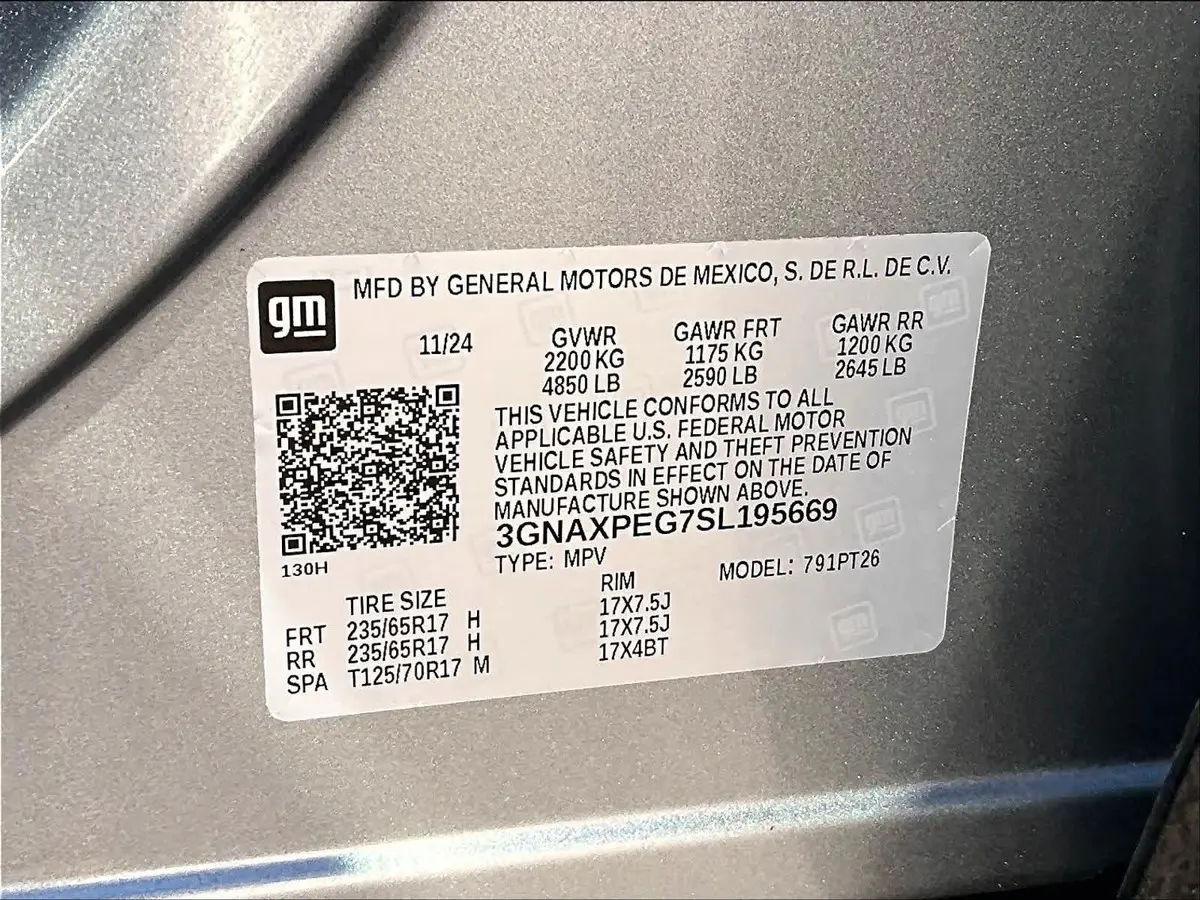 gm
MFD BY GENERAL MOTORS DE MEXICO, S. DE R.L. DE C.V.
11/24 GVWR GAWR FRT GAWR RR
2200 KG 1175 KG 1200 KG
4850 LB 2590 LB 2645 LB
THIS VEHICLE CONFORMS TO ALL
APPLICABLE U.S. FEDERAL MOTOR
VEHICLE SAFETY AND THEFT PREVENTION
STANDARDS IN EFFECT ON THE DATE OF
MANUFACTURE SHOWN ABOVE.
3GNAXPEG7SL195669
130H TYPE: MPV MODEL: 791PT26
TIRE SIZE RIM
FRT 235/65R17 H 17X7.5J
RR 235/65R17 H 17X7.5J
SPA T125/70R17 M 17X4BT